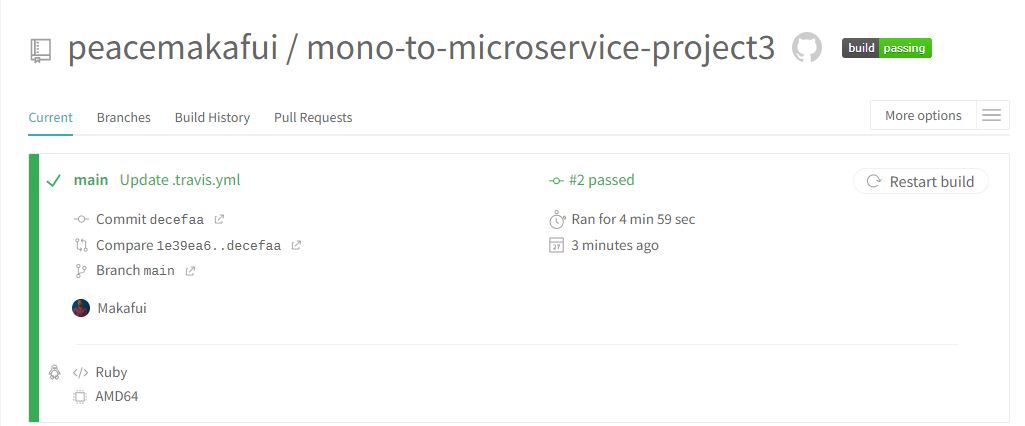 peacemakafui / mono-to-microservice-project3 build passing
Current Branches Build History Pull Requests More options
main Update .travis.yml #2 passed Restart build
Commit decefaa Ran for 4 min 59 sec
Compare 1e39ea6..decefaa 27 3 minutes ago
Branch main
Makafui
</> Ruby
AMD64